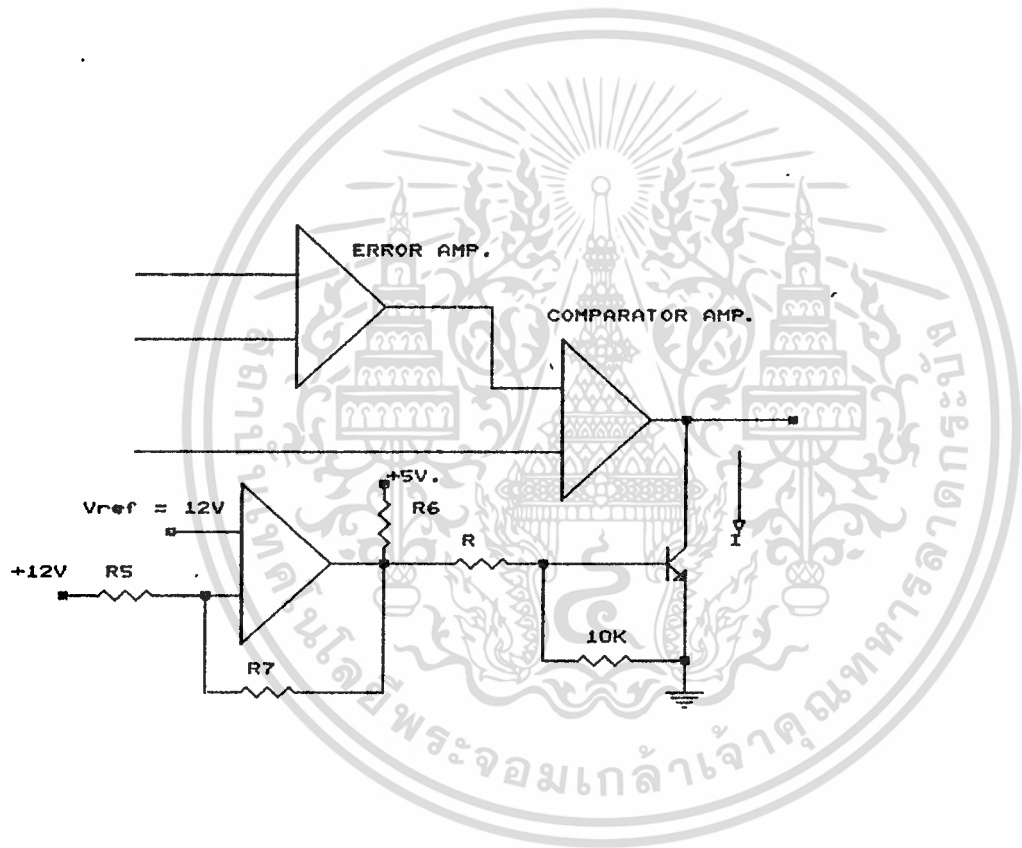 ERROR AMP.
COMPARATOR AMP.
+5V.
Vref = 12V
R6
R
I
+12V
R5
10K
R7
สถาบันเทคโนโลยีพระจอมเกล้าเจ้าคุณทหารลาดกระบัง